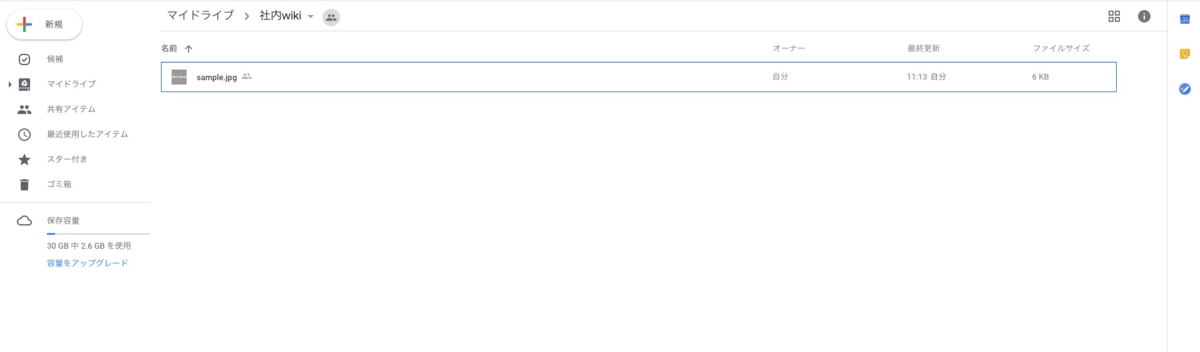 新規
マイドライブ 社内wiki
候補
マイドライブ
共有アイテム
最近使用したアイテム
スター付き
ゴミ箱
保存容量
30 GB 中 2.6 GB を使用
容量をアップグレード
名前 オーナー 最終更新 ファイルサイズ
sample.jpg 自分 11:13 自分 6 KB
31